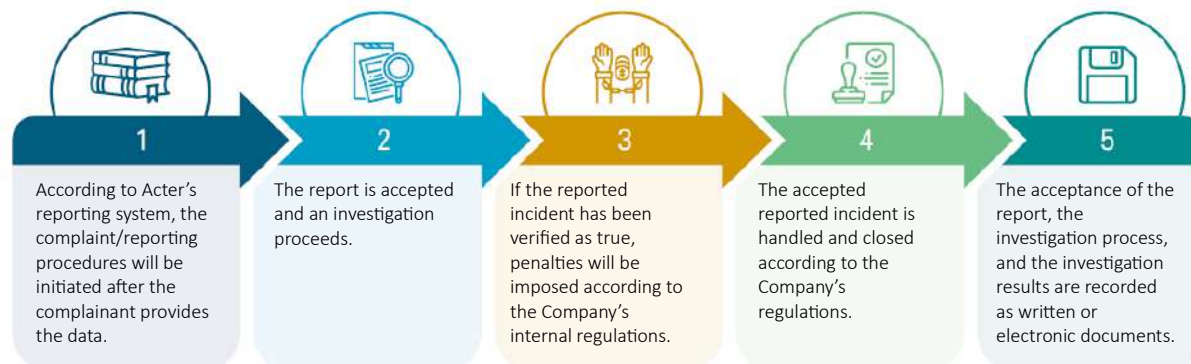 1
According to Acter’s
reporting system, the
complaint/reporting
procedures will be
initiated after the
complainant provides
the data.
2
The report is accepted
and an investigation
proceeds.
3
If the reported
incident has been
verified as true,
penalties will be
imposed according to
the Company’s
internal regulations.
4
The accepted
reported incident is
handled and closed
according to the
Company’s
regulations.
5
The acceptance of the
report, the
investigation process,
and the investigation
results are recorded
as written or
electronic documents.